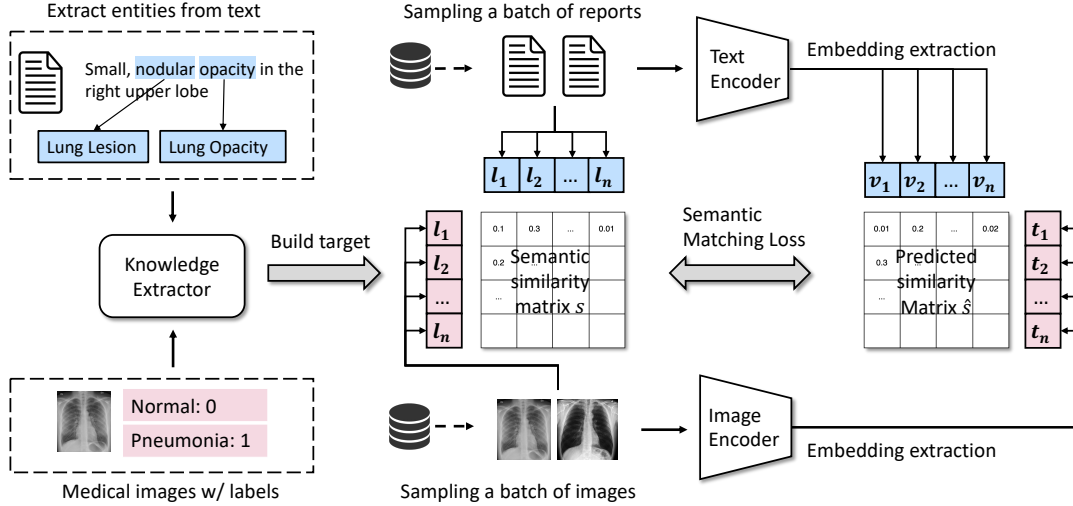 Extract entities from text
Small, nodular opacity in the
right upper lobe
Lung Lesion
Lung Opacity
Knowledge
Extractor
Normal: 0
Pneumonia: 1
Medical images w/ labels
Build target
Sampling a batch of reports
l₁ l₂ ... lₙ
l₁
l₂
...
lₙ
0.1 0.3 ... 0.01
0.2 ...
...
Semantic
similarity
matrix s
Sampling a batch of images
Semantic
Matching Loss
Text
Encoder
Embedding extraction
v₁ v₂ ... vₙ
0.01 0.2 ... 0.02
0.3 ...
...
Predicted
similarity
Matrix ŝ
t₁
t₂
...
tₙ
Image
Encoder
Embedding extraction